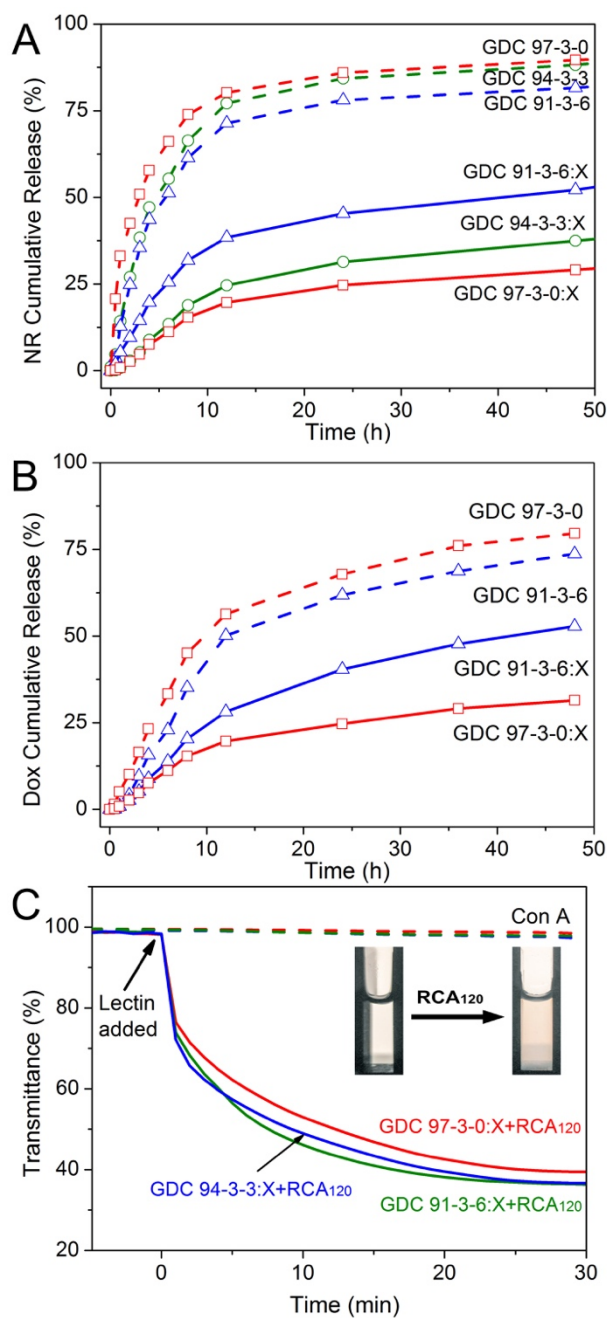 A
100
75
50
25
0
NR Cumulative Release (%)
GDC 97-3-0
GDC 94-3-3
GDC 91-3-6
GDC 91-3-6:X
GDC 94-3-3:X
GDC 97-3-0:X
0 10 20 30 40 50
Time (h)
B
100
75
50
25
0
Dox Cumulative Release (%)
GDC 97-3-0
GDC 91-3-6
GDC 91-3-6:X
GDC 97-3-0:X
0 10 20 30 40 50
Time (h)
C
100
80
60
40
20
Transmittance (%)
Con A
Lectin
added
RCA120
GDC 97-3-0:X+RCA120
GDC 94-3-3:X+RCA120
GDC 91-3-6:X+RCA120
0 10 20 30
Time (min)